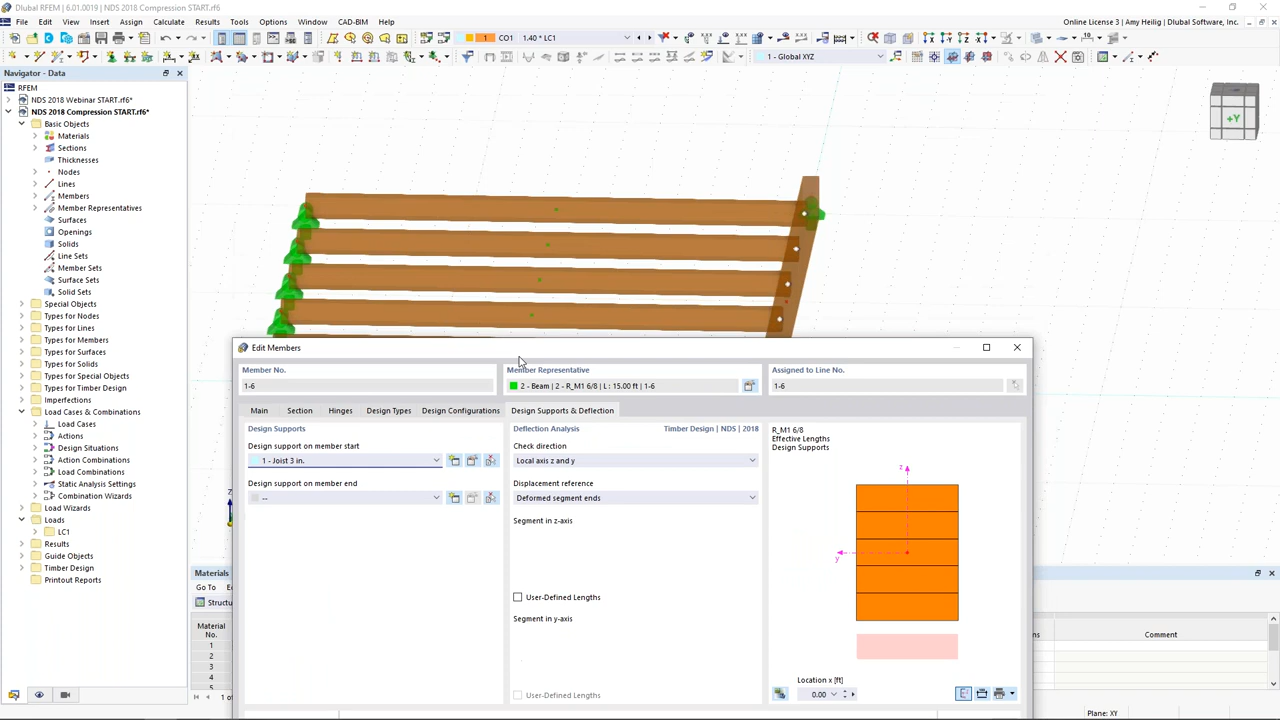 Dlubal RFEM | 6.01.0019 | NDS 2018 Compression START.rf6*
File Edit View Insert Assign Calculate Results Tools Options Window CAD-BIM Help
Online License 3 | Amy Heilig | Dlubal Software, Inc.
1 CO1 1.40 * LC1
1 - Global XYZ
Navigator - Data
RFEM
NDS 2018 Webinar START.rf6*
NDS 2018 Compression START.rf6*
Basic Objects
Materials
Sections
Thicknesses
Nodes
Lines
Members
Member Representatives
Surfaces
Openings
Solids
Line Sets
Member Sets
Surface Sets
Solid Sets
Special Objects
Types for Nodes
Types for Lines
Types for Members
Types for Surfaces
Types for Solids
Types for Special Objects
Types for Timber Design
Imperfections
Load Cases & Combinations
Load Cases
Actions
Design Situations
Action Combinations
Load Combinations
Static Analysis Settings
Combination Wizards
Load Wizards
Loads
LC1
Results
Guide Objects
Timber Design
Printout Reports
+Y
Z
Edit Members
Member No.
1-6
Member Representative
2 - Beam | 2 - R_M1 6/8 | L : 15.00 ft | 1-6
Assigned to Line No.
1-6
Main Section Hinges Design Types Design Configurations Design Supports & Deflection
Design Supports
Design support on member start
1 - Joist 3 in.
Design support on member end
--
Deflection Analysis Timber Design | NDS | 2018
Check direction
Local axis z and y
Displacement reference
Deformed segment ends
Segment in z-axis
User-Defined Lengths
Segment in y-axis
User-Defined Lengths
R_M1 6/8
Effective Lengths
Design Supports
z
y
Location x [ft]
0.00
Materials
Go To
Structu
Material
No.
1
2
3
4
5
Comment
Plane: XY